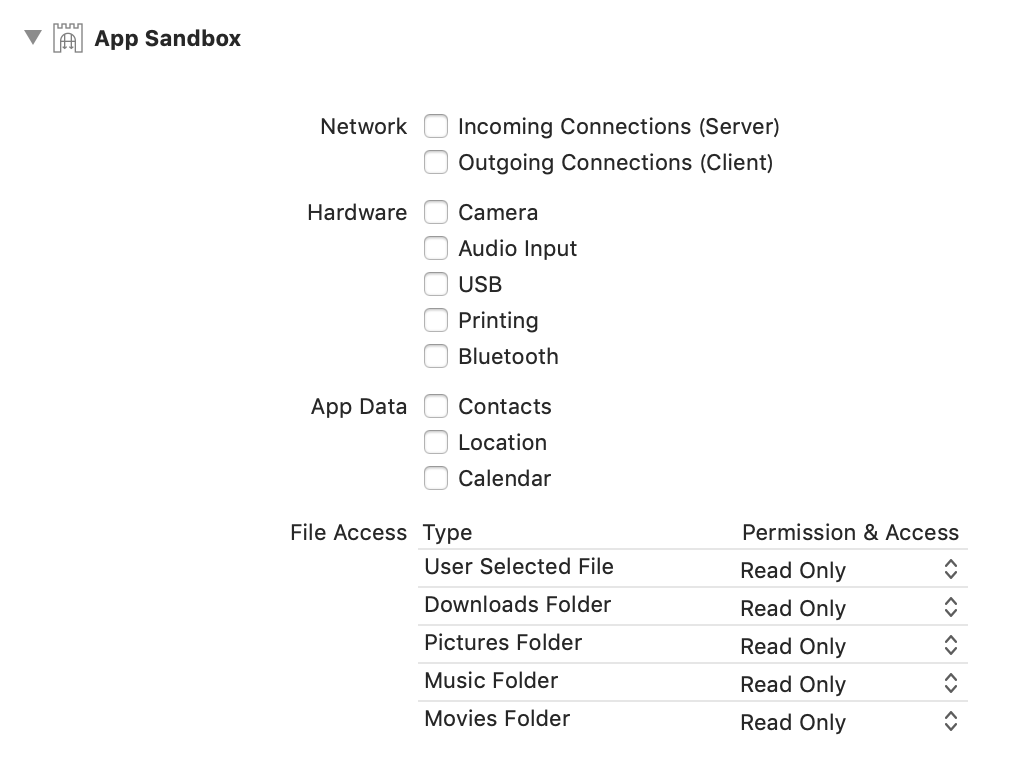 App Sandbox
Network Incoming Connections (Server)
Outgoing Connections (Client)
Hardware Camera
Audio Input
USB
Printing
Bluetooth
App Data Contacts
Location
Calendar
File Access Type Permission & Access
User Selected File Read Only
Downloads Folder Read Only
Pictures Folder Read Only
Music Folder Read Only
Movies Folder Read Only